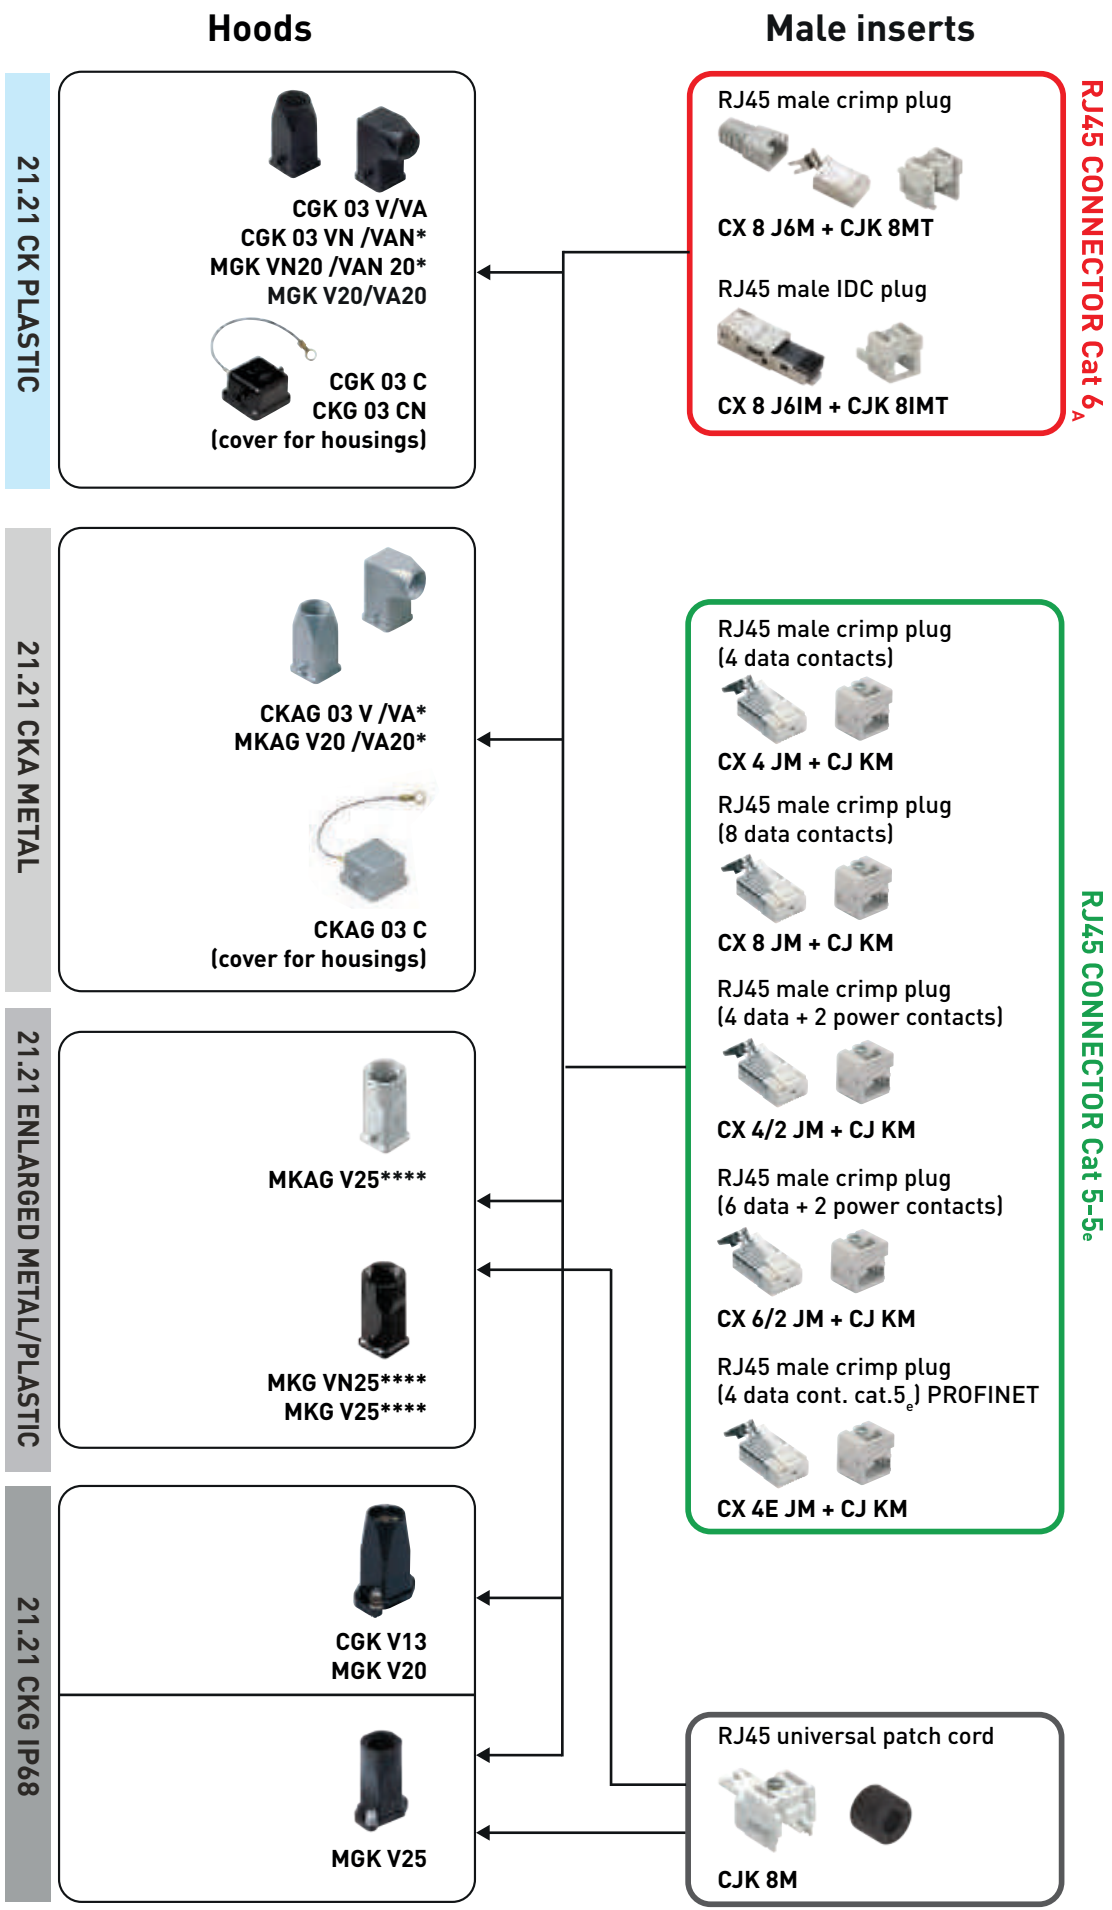 Hoods
Male inserts
21.21 CK PLASTIC
CGK 03 V/VA
CGK 03 VN /VAN*
MGK VN20 /VAN 20*
MGK V20/VA20
CGK 03 C
CKG 03 CN
(cover for housings)
21.21 CKA METAL
CKAG 03 V /VA*
MKAG V20 /VA20*
CKAG 03 C
(cover for housings)
21.21 ENLARGED METAL/PLASTIC
MKAG V25****
MKG VN25****
MKG V25****
21.21 CKG IP68
CGK V13
MGK V20
MGK V25
RJ45 CONNECTOR Cat 6A
RJ45 male crimp plug
CX 8 J6M + CJK 8MT
RJ45 male IDC plug
CX 8 J6IM + CJK 8IMT
RJ45 CONNECTOR Cat 5-5e
RJ45 male crimp plug
(4 data contacts)
CX 4 JM + CJ KM
RJ45 male crimp plug
(8 data contacts)
CX 8 JM + CJ KM
RJ45 male crimp plug
(4 data + 2 power contacts)
CX 4/2 JM + CJ KM
RJ45 male crimp plug
(6 data + 2 power contacts)
CX 6/2 JM + CJ KM
RJ45 male crimp plug
(4 data cont. cat.5e) PROFINET
CX 4E JM + CJ KM
RJ45 universal patch cord
CJK 8M